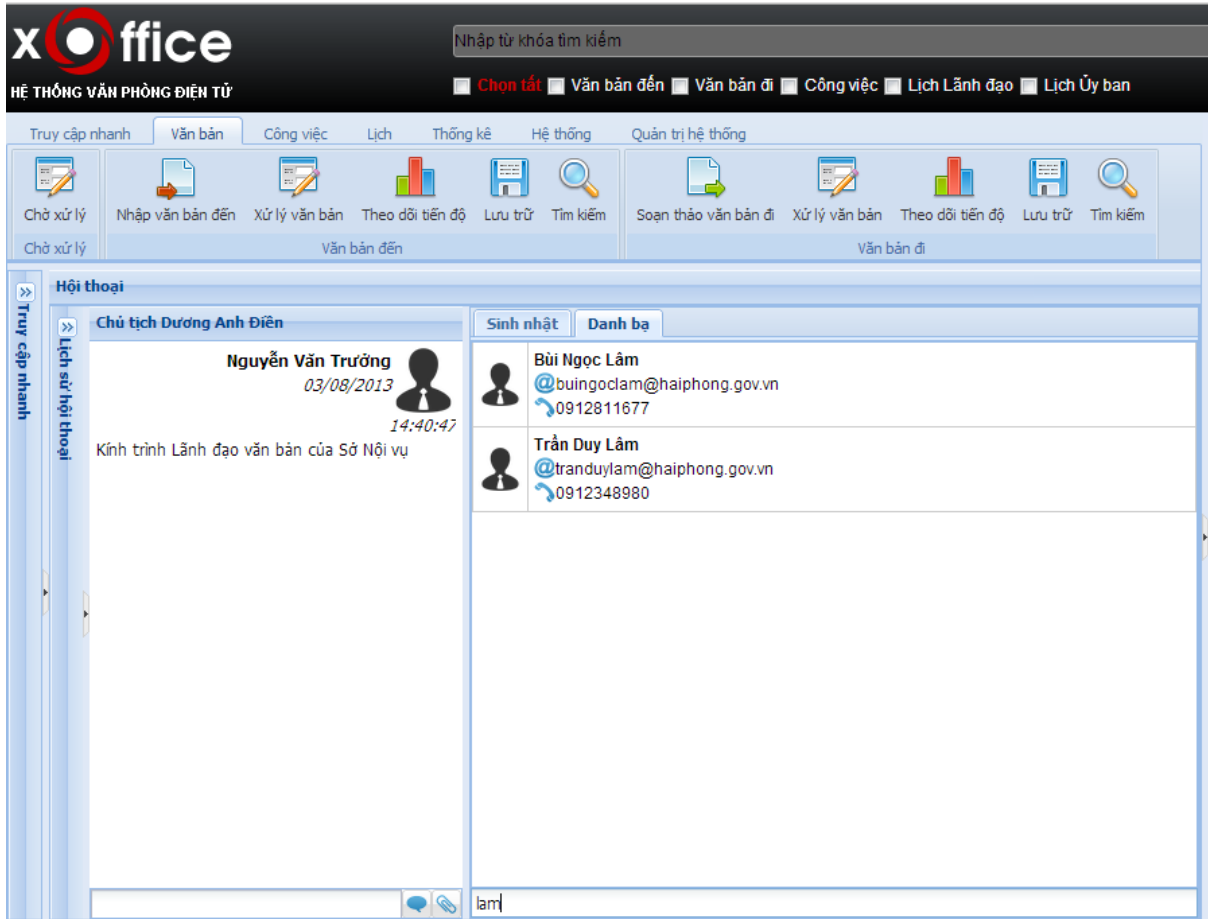 xOffice
HỆ THỐNG VĂN PHÒNG ĐIỆN TỬ
Nhập từ khóa tìm kiếm
Chọn tất Văn bản đến Văn bản đi Công việc Lịch Lãnh đạo Lịch Ủy ban
Truy cập nhanh Văn bản Công việc Lịch Thống kê Hệ thống Quản trị hệ thống
Chờ xử lý Nhập văn bản đến Xử lý văn bản Theo dõi tiến độ Lưu trữ Tìm kiếm Soạn thảo văn bản đi Xử lý văn bản Theo dõi tiến độ Lưu trữ Tìm kiếm
Chờ xử lý Văn bản đến Văn bản đi
Truy cập nhanh
Hội thoại
Lịch sử hội thoại
Chủ tịch Dương Anh Điền
Nguyễn Văn Trưởng
03/08/2013
14:40:47
Kính trình Lãnh đạo văn bản của Sở Nội vụ
Sinh nhật Danh bạ
Bùi Ngọc Lâm
@buingoclam@haiphong.gov.vn
0912811677
Trần Duy Lâm
@tranduylam@haiphong.gov.vn
0912348980
lam